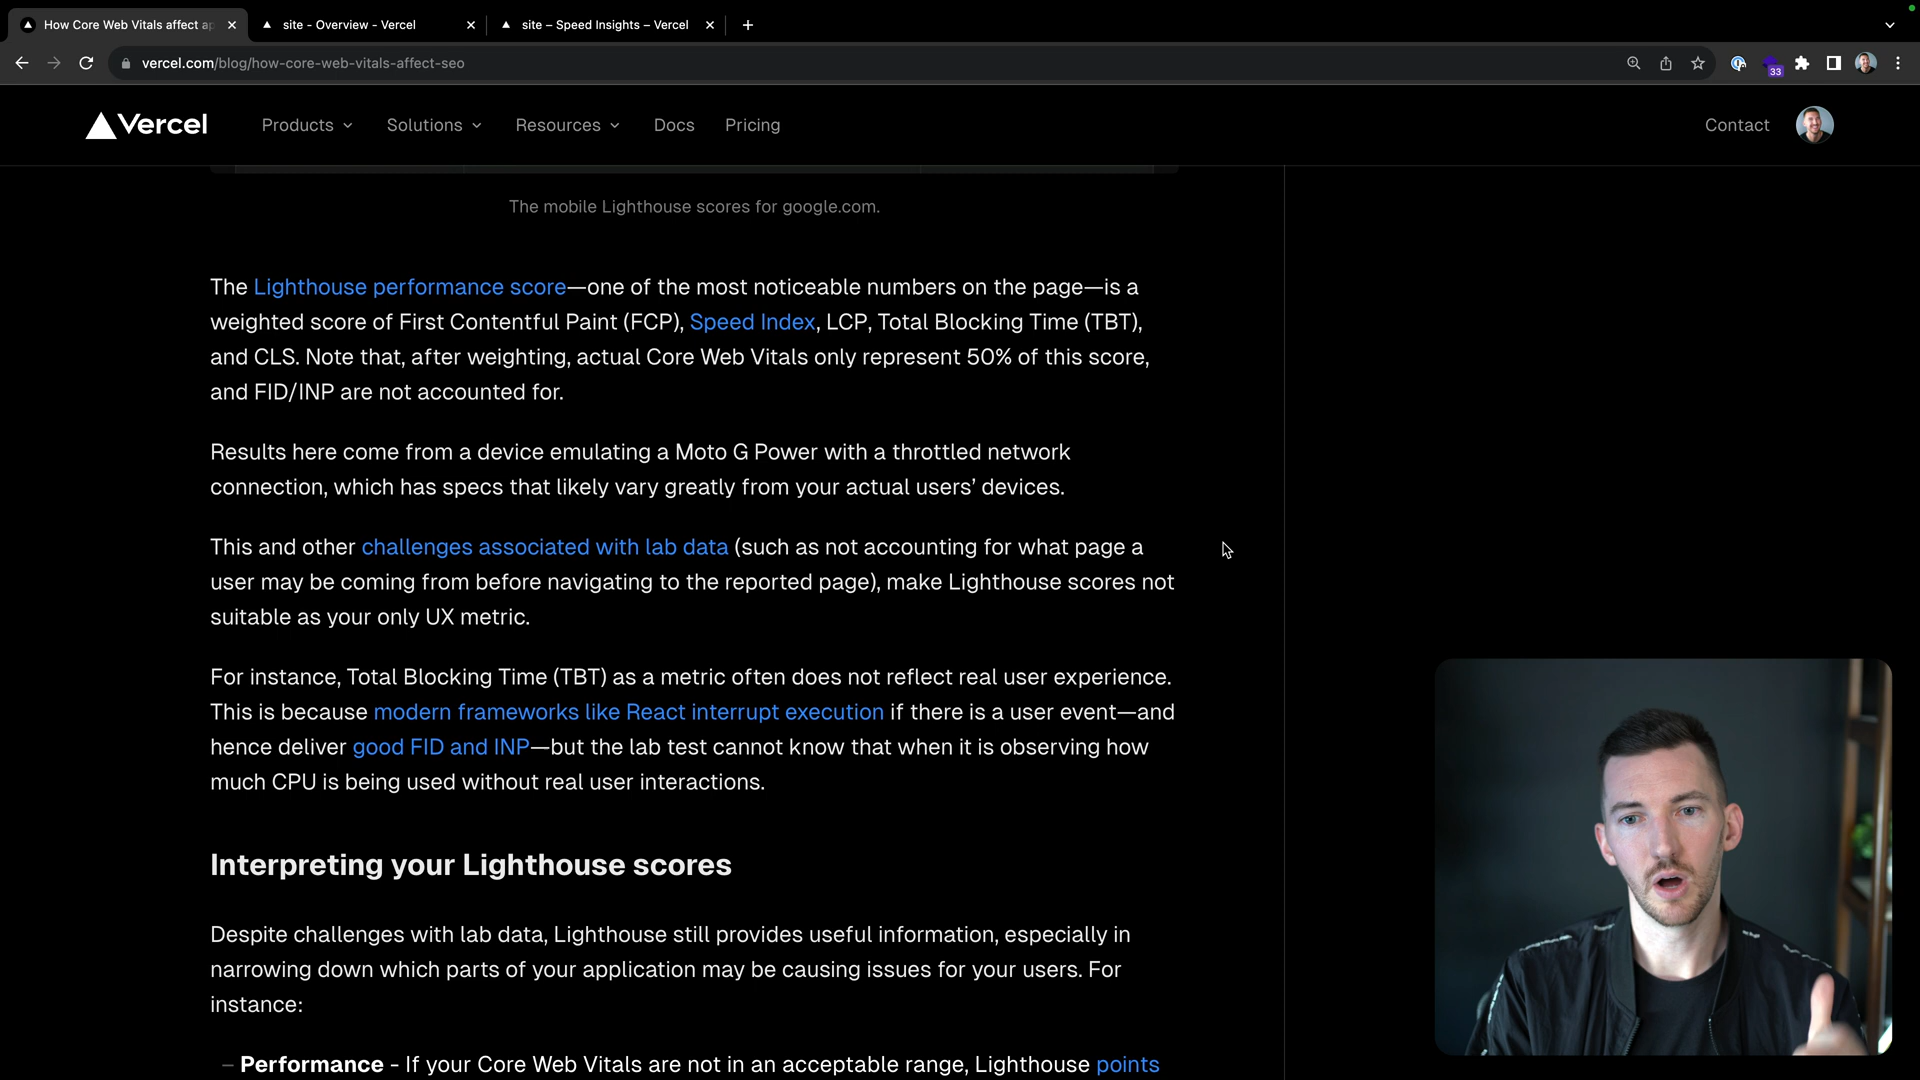 How Core Web Vitals affect ap
site - Overview - Vercel
site – Speed Insights – Vercel
vercel.com/blog/how-core-web-vitals-affect-seo
33
Vercel
Products
Solutions
Resources
Docs
Pricing
Contact
The mobile Lighthouse scores for google.com.
The Lighthouse performance score—one of the most noticeable numbers on the page—is a
weighted score of First Contentful Paint (FCP), Speed Index, LCP, Total Blocking Time (TBT),
and CLS. Note that, after weighting, actual Core Web Vitals only represent 50% of this score,
and FID/INP are not accounted for.
Results here come from a device emulating a Moto G Power with a throttled network
connection, which has specs that likely vary greatly from your actual users’ devices.
This and other challenges associated with lab data (such as not accounting for what page a
user may be coming from before navigating to the reported page), make Lighthouse scores not
suitable as your only UX metric.
For instance, Total Blocking Time (TBT) as a metric often does not reflect real user experience.
This is because modern frameworks like React interrupt execution if there is a user event—and
hence deliver good FID and INP—but the lab test cannot know that when it is observing how
much CPU is being used without real user interactions.
Interpreting your Lighthouse scores
Despite challenges with lab data, Lighthouse still provides useful information, especially in
narrowing down which parts of your application may be causing issues for your users. For
instance:
– Performance - If your Core Web Vitals are not in an acceptable range, Lighthouse points